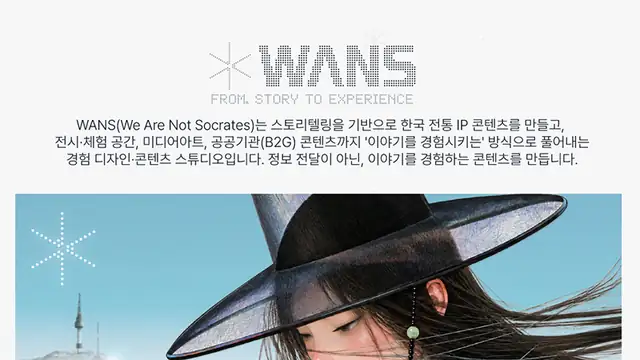 WANS
FROM STORY TO EXPERIENCE
WANS(We Are Not Socrates)는 스토리텔링을 기반으로 한국 전통 IP 콘텐츠를 만들고,
전시·체험 공간, 미디어아트, 공공기관(B2G) 콘텐츠까지 '이야기를 경험시키는' 방식으로 풀어내는
경험 디자인·콘텐츠 스튜디오입니다. 정보 전달이 아닌, 이야기를 경험하는 콘텐츠를 만듭니다.